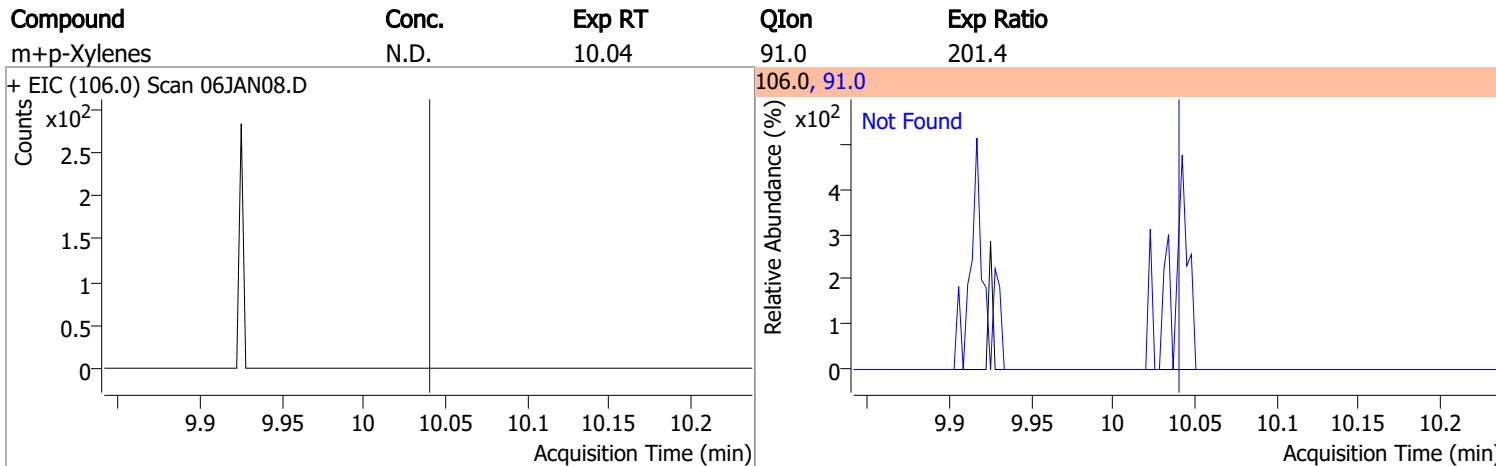 Compound Conc. Exp RT QIon Exp Ratio
m+p-Xylenes N.D. 10.04 91.0 201.4
+ EIC (106.0) Scan 06JAN08.D
Counts
x10²
2.5
2
1.5
1
0.5
0
9.9 9.95 10 10.05 10.1 10.15 10.2
Acquisition Time (min)
106.0, 91.0
Relative Abundance (%)
x10²
Not Found
4
3
2
1
0
9.9 9.95 10 10.05 10.1 10.15 10.2
Acquisition Time (min)